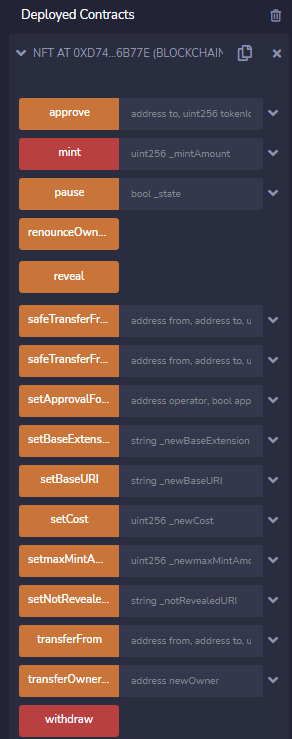 Deployed Contracts
NFT AT 0XD74...6B77E (BLOCKCHAIN
approve address to, uint256 tokenId
mint uint256 _mintAmount
pause bool _state
renounceOwn...
reveal
safeTransferFr... address from, address to, u
safeTransferFr... address from, address to, u
setApprovalFo... address operator, bool app
setBaseExtens... string _newBaseExtension
setBaseURI string _newBaseURI
setCost uint256 _newCost
setmaxMintA... uint256 _newmaxMintAmo
setNotReveale... string _notRevealedURI
transferFrom address from, address to, u
transferOwner... address newOwner
withdraw